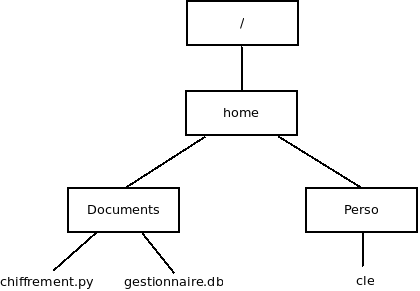 /
home
Documents
Perso
chiffrement.py
gestionnaire.db
cle